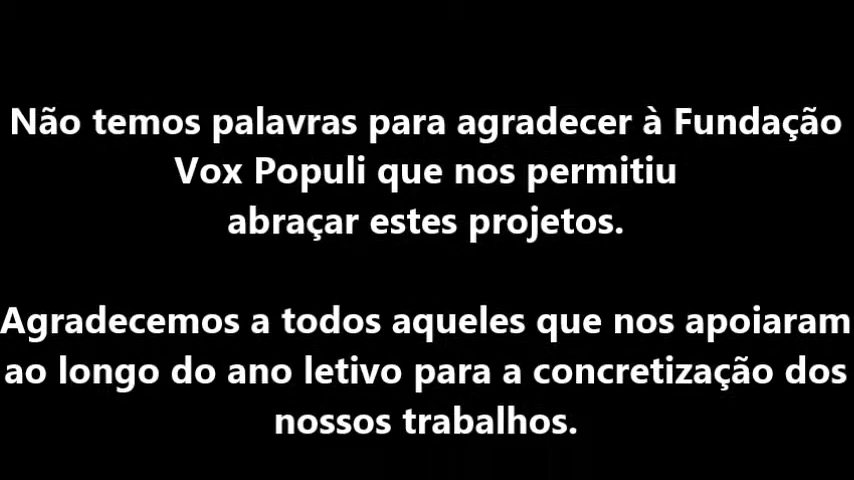 Não temos palavras para agradecer à Fundação
Vox Populi que nos permitiu
abraçar estes projetos.
Agradecemos a todos aqueles que nos apoiaram
ao longo do ano letivo para a concretização dos
nossos trabalhos.